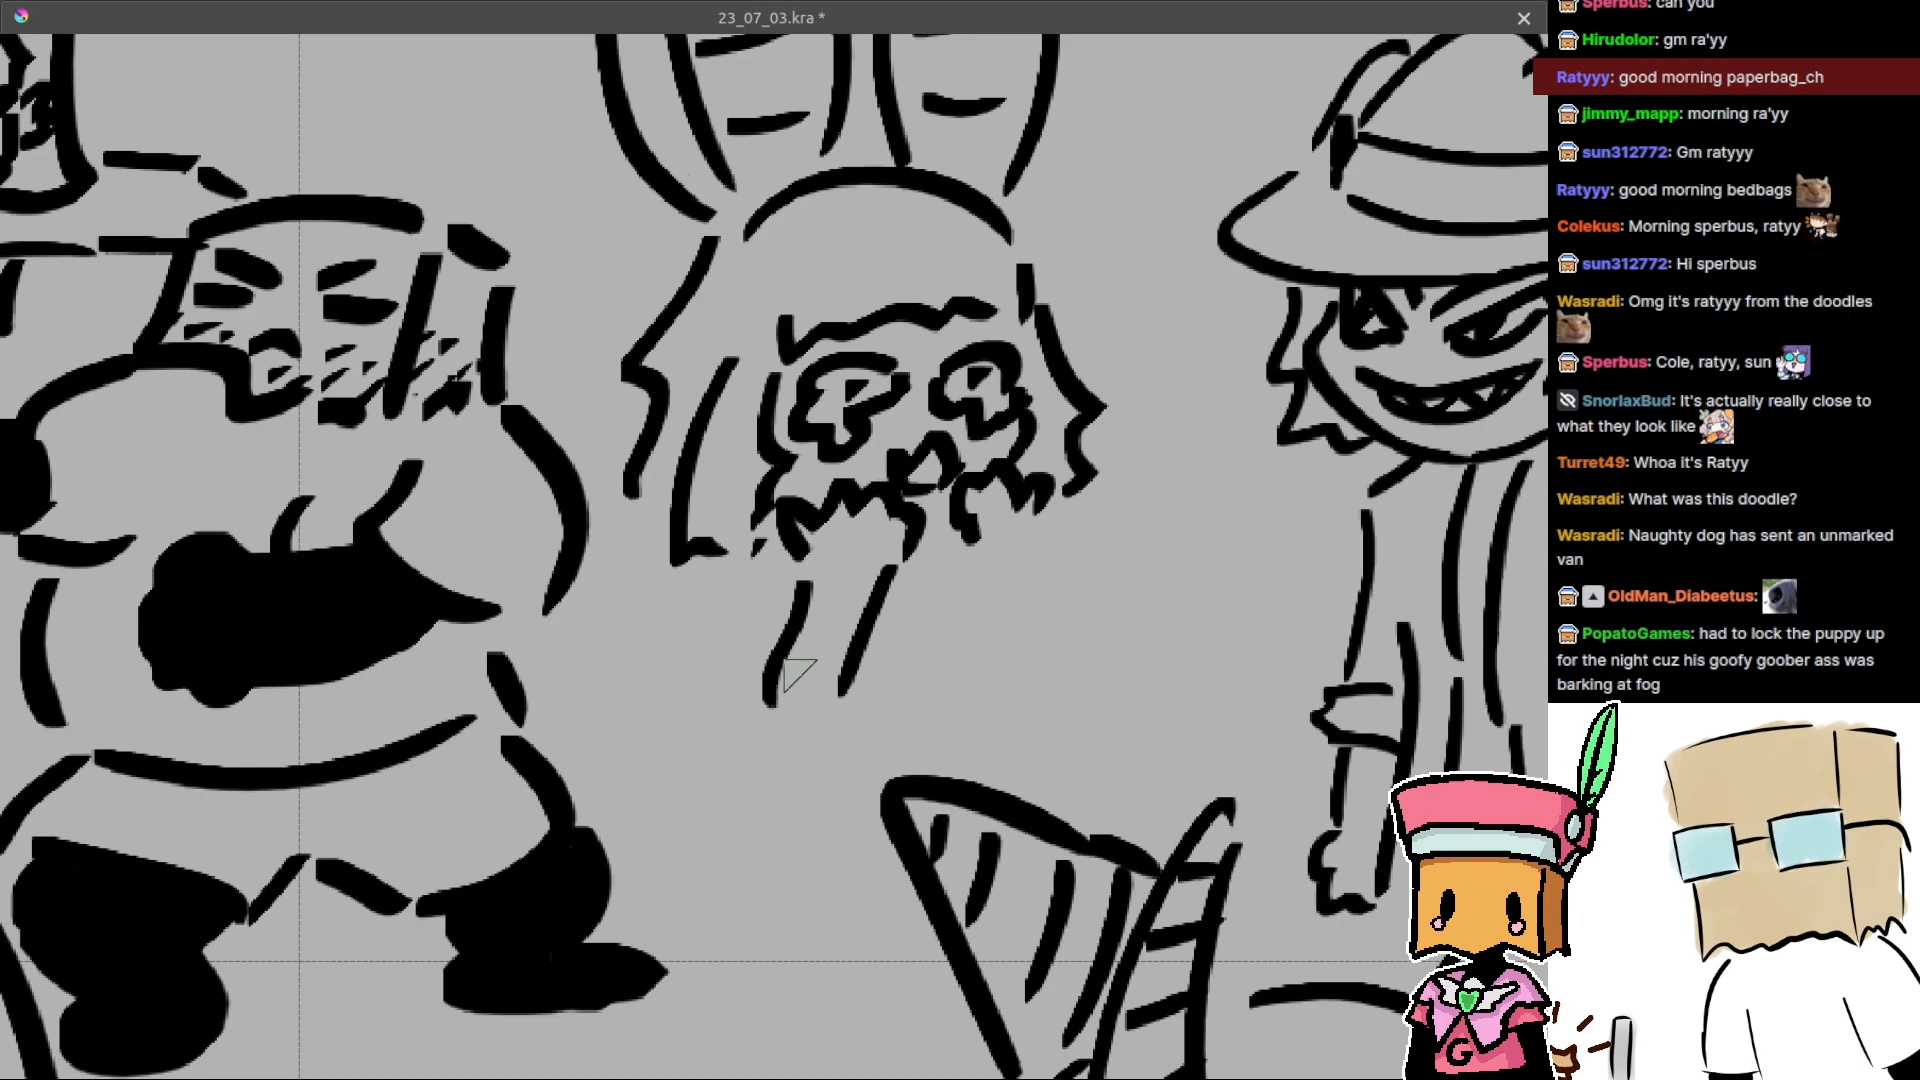 23_07_03.kra *
Sperbus: can you
Hirudolor: gm ra'yy
Ratyyy: good morning paperbag_ch
jimmy_mapp: morning ra'yy
sun312772: Gm ratyyy
Ratyyy: good morning bedbags
Colekus: Morning sperbus, ratyy
sun312772: Hi sperbus
Wasradi: Omg it's ratyyy from the doodles
Sperbus: Cole, ratyy, sun
SnorlaxBud: It's actually really close to
what they look like
Turret49: Whoa it's Ratyy
Wasradi: What was this doodle?
Wasradi: Naughty dog has sent an unmarked
van
OldMan_Diabeetus:
PopatoGames: had to lock the puppy up
for the night cuz his goofy goober ass was
barking at fog
G